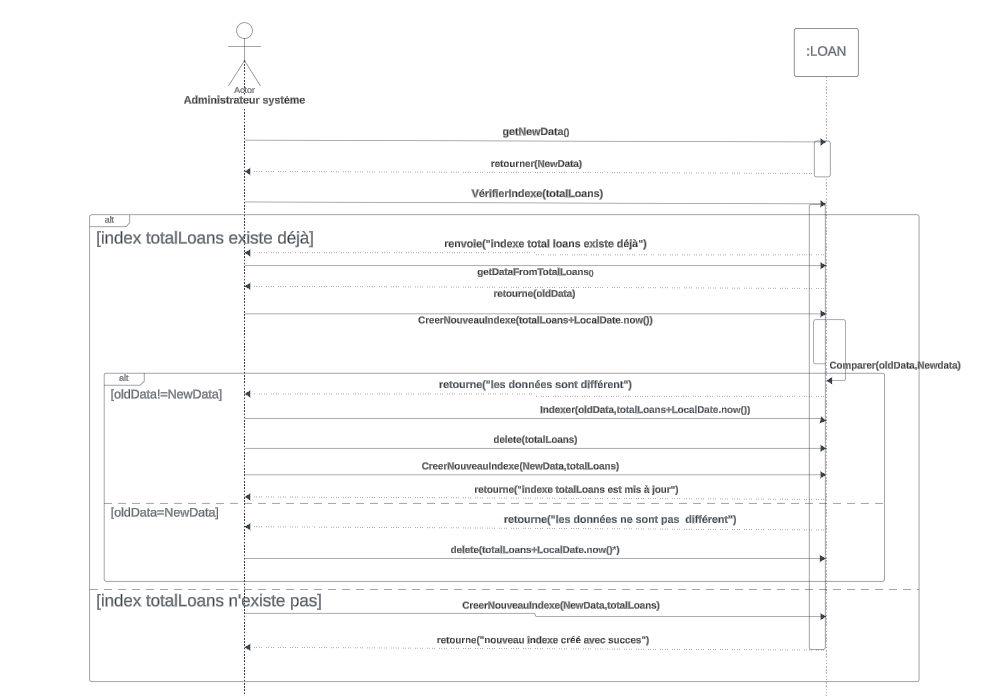 :LOAN
Actor
Administrateur systéme
getNewData()
retourner(NewData)
VérifierIndexe(totalLoans)
alt
[index totalLoans existe déjà]
renvoie("indexe total loans existe déjà")
getDataFromTotalLoans()
retourne(oldData)
CreerNouveauIndexe(totalLoans+LocalDate.now())
Comparer(oldData,Newdata)
alt
retourne("les données sont différent")
[oldData!=NewData]
Indexer(oldData,totalLoans+LocalDate.now())
delete(totalLoans)
CreerNouveauIndexe(NewData,totalLoans)
retourne("indexe totalLoans est mis à jour")
[oldData=NewData]
retourne("les données ne sont pas différent")
delete(totalLoans+LocalDate.now()*)
[index totalLoans n'existe pas]
CreerNouveauIndexe(NewData,totalLoans)
retourne("nouveau indexe créé avec succes")